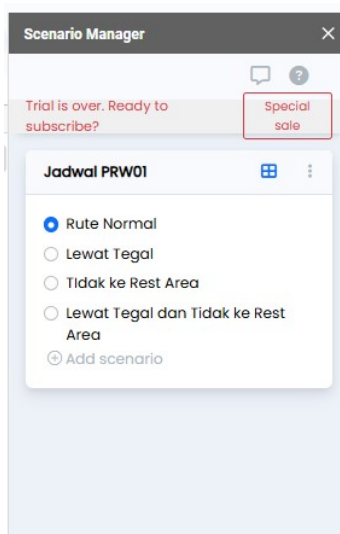 Scenario Manager
Trial is over. Ready to
subscribe?
Special
sale
Jadwal PRW01
Rute Normal
Lewat Tegal
TIdak ke Rest Area
Lewat Tegal dan Tidak ke Rest
Area
Add scenario